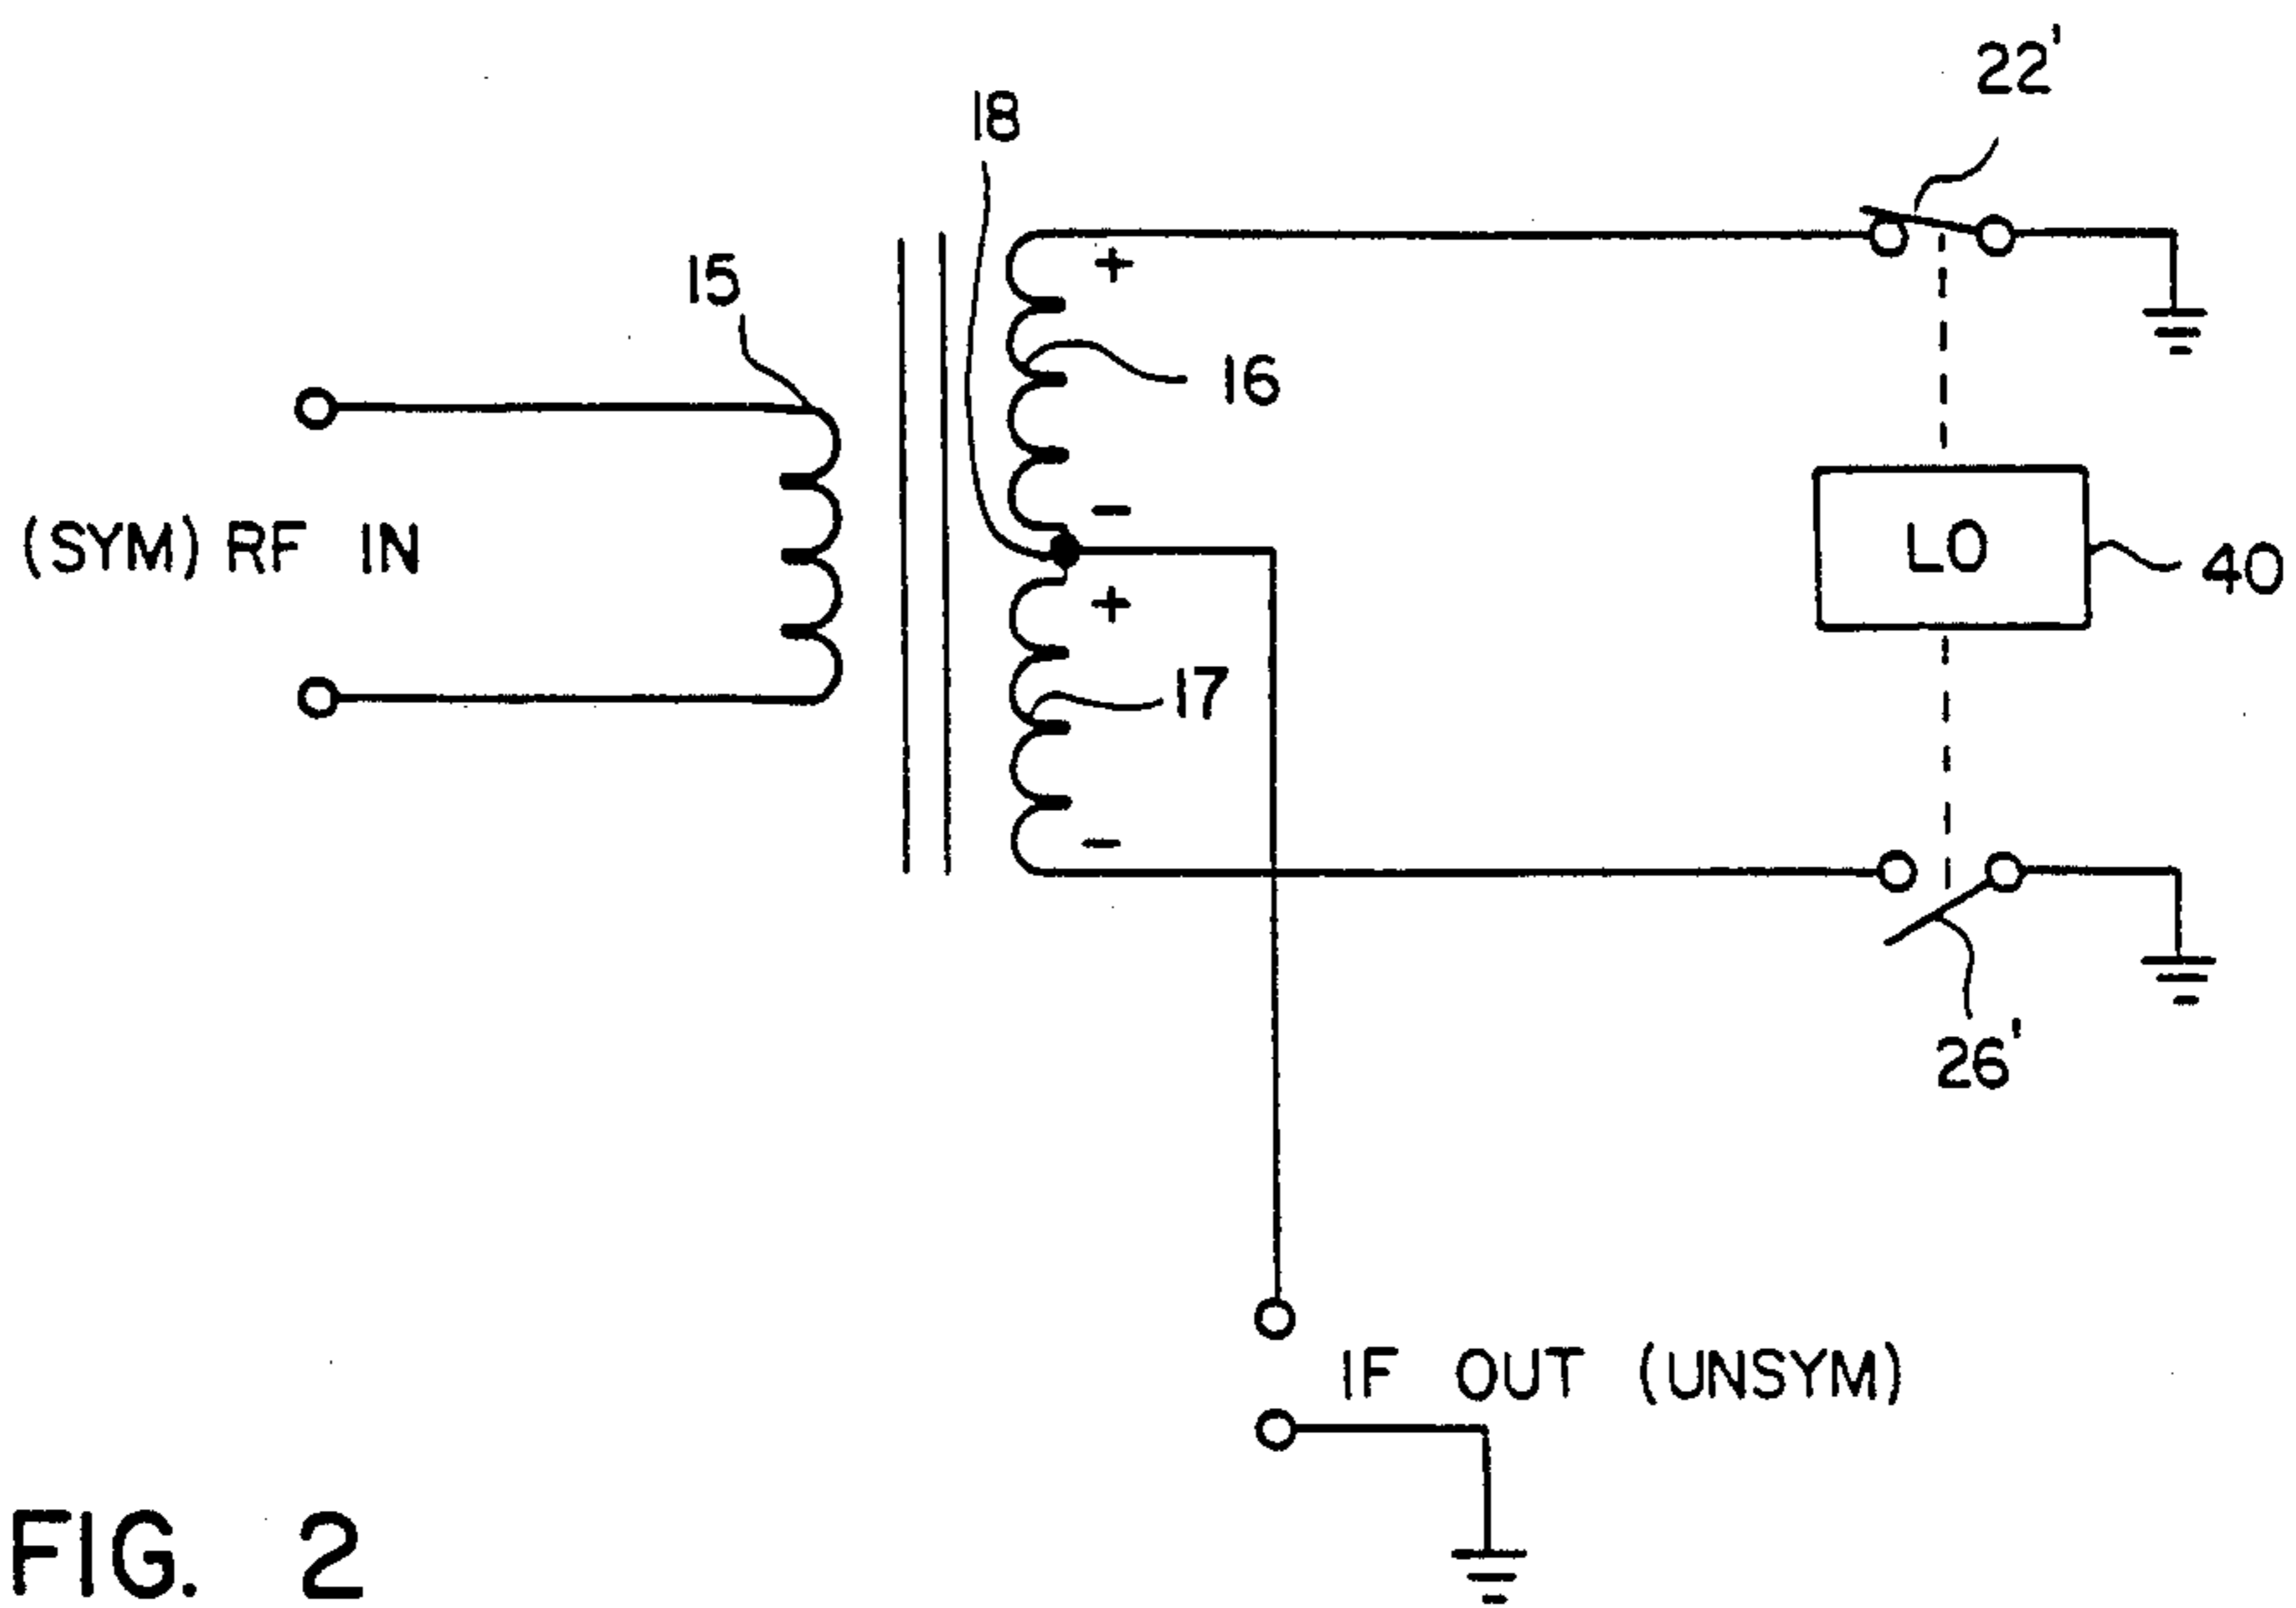 22'
18
15
+
16
(SYM) RF IN
-
LO
40
+
17
-
26'
IF OUT (UNSYM)
FIG. 2